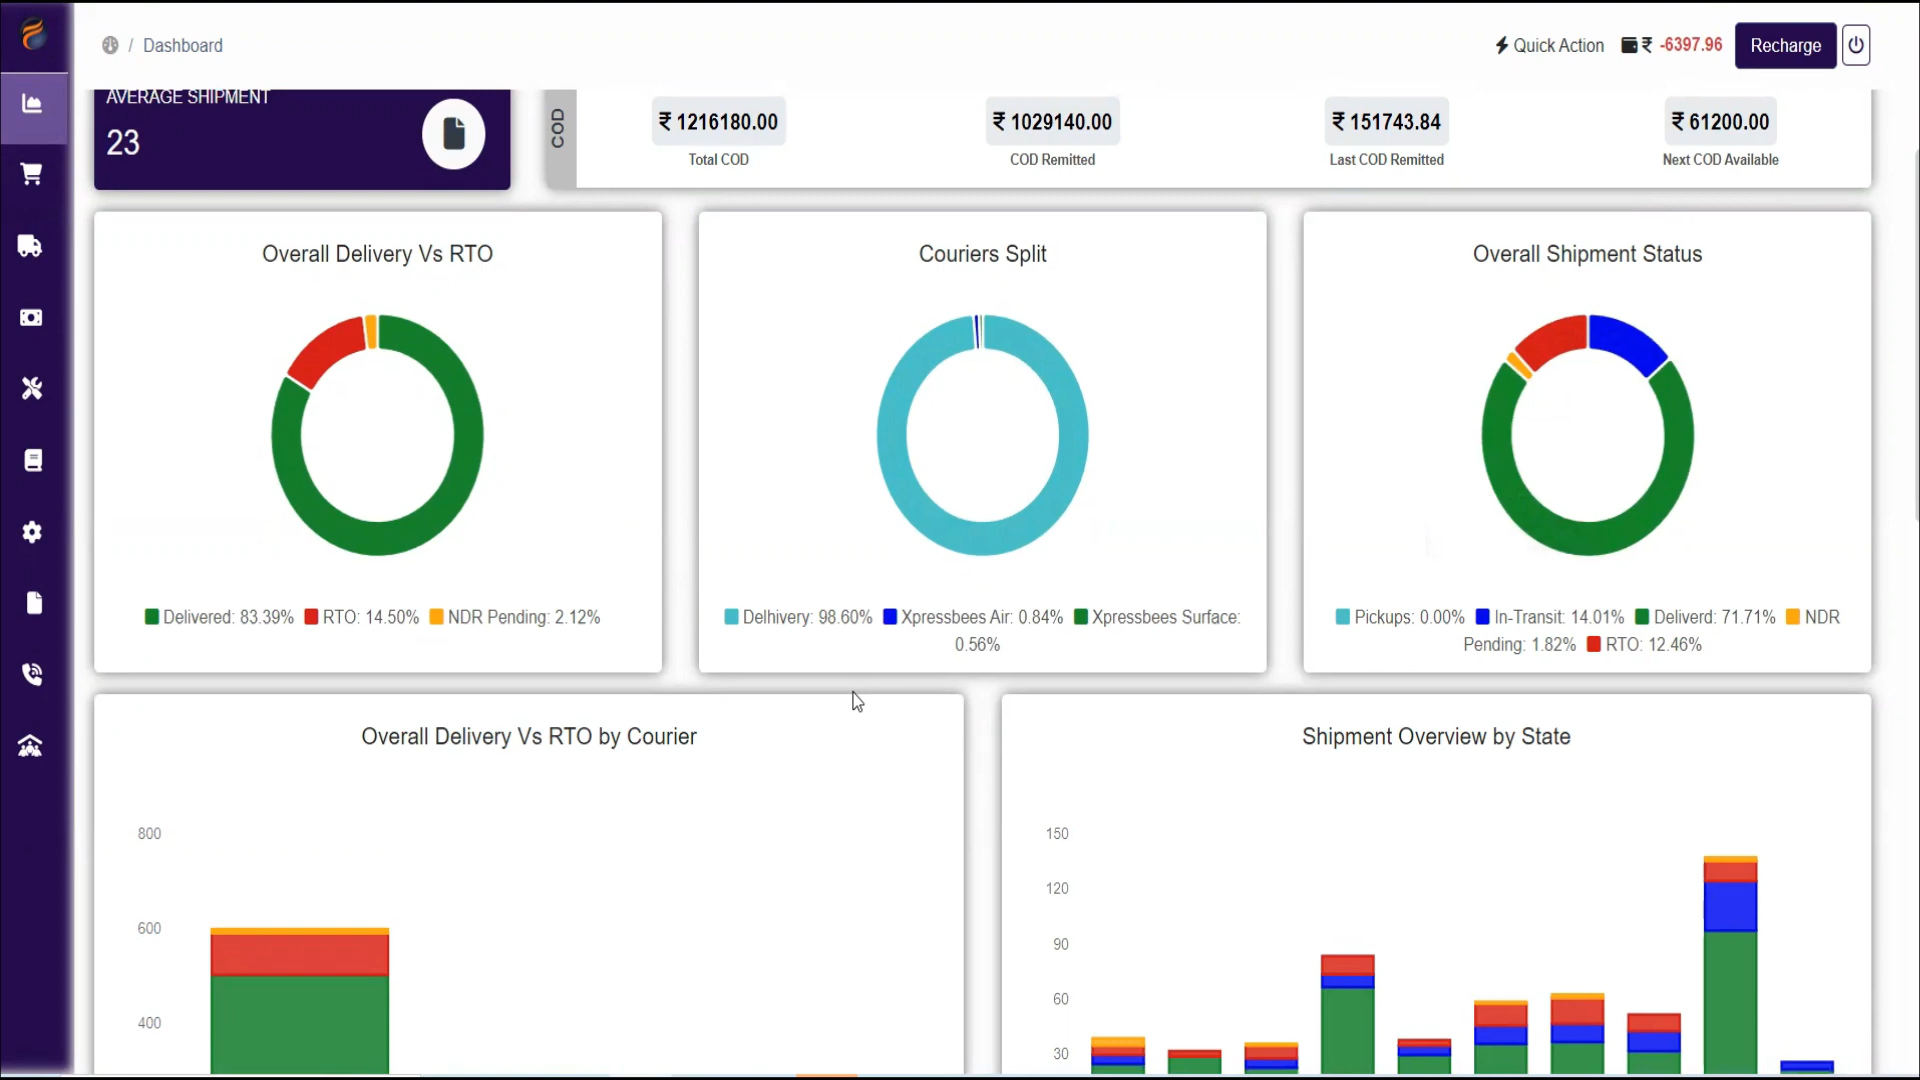 / Dashboard
Quick Action ₹ -6397.96 Recharge
AVERAGE SHIPMENT
23
COD
₹ 1216180.00
Total COD
₹ 1029140.00
COD Remitted
₹ 151743.84
Last COD Remitted
₹ 61200.00
Next COD Available
Overall Delivery Vs RTO
Delivered: 83.39% RTO: 14.50% NDR Pending: 2.12%
Couriers Split
Delhivery: 98.60% Xpressbees Air: 0.84% Xpressbees Surface:
0.56%
Overall Shipment Status
Pickups: 0.00% In-Transit: 14.01% Deliverd: 71.71% NDR
Pending: 1.82% RTO: 12.46%
Overall Delivery Vs RTO by Courier
800
600
400
Shipment Overview by State
150
120
90
60
30